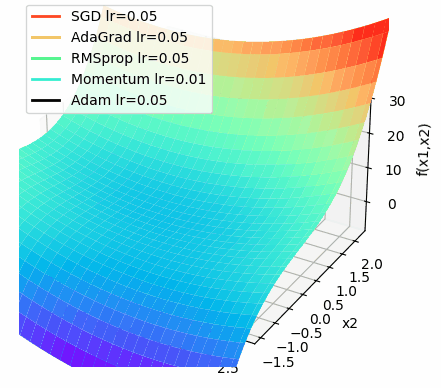 SGD lr=0.05
AdaGrad lr=0.05
RMSprop lr=0.05
Momentum lr=0.01
Adam lr=0.05
30
20
10
0
f(x1,x2)
2.0
1.5
1.0
0.5
0.0
−0.5
−1.0
−1.5
x2
2.5